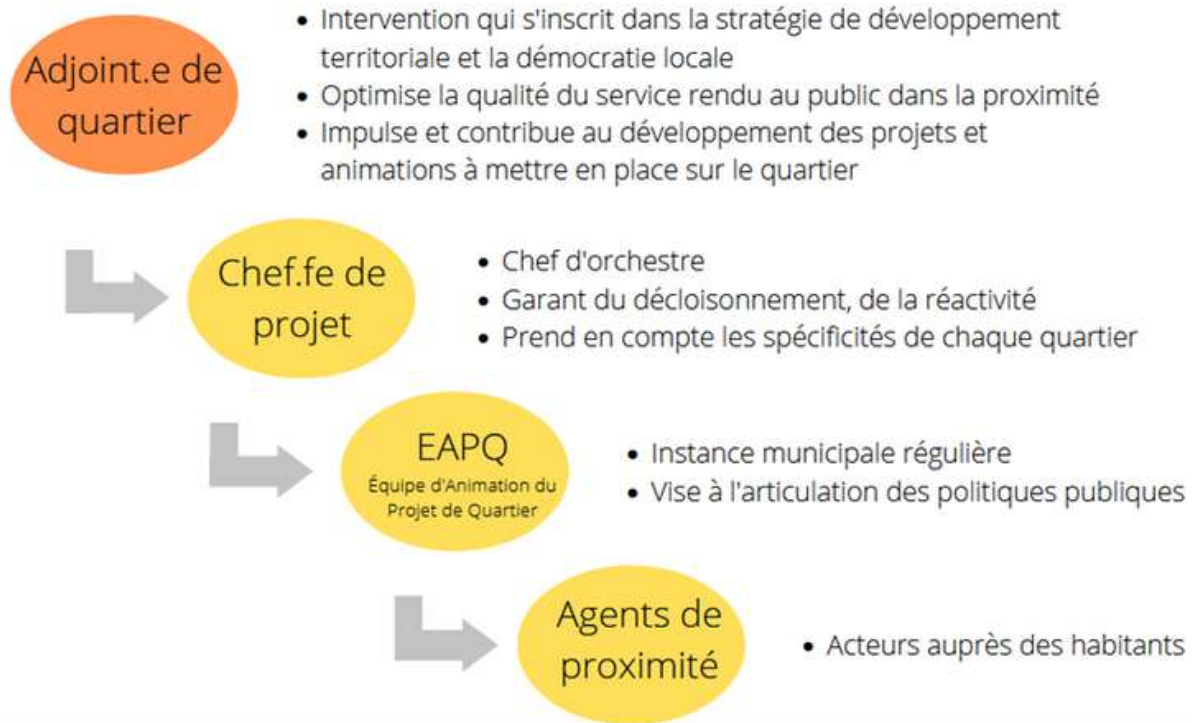 Adjoint.e de
quartier
• Intervention qui s'inscrit dans la stratégie de développement
territoriale et la démocratie locale
• Optimise la qualité du service rendu au public dans la proximité
• Impulse et contribue au développement des projets et
animations à mettre en place sur le quartier
Chef.fe de
projet
• Chef d'orchestre
• Garant du décloisonnement, de la réactivité
• Prend en compte les spécificités de chaque quartier
EAPQ
Équipe d'Animation du
Projet de Quartier
• Instance municipale régulière
• Vise à l'articulation des politiques publiques
Agents de
proximité
• Acteurs auprès des habitants